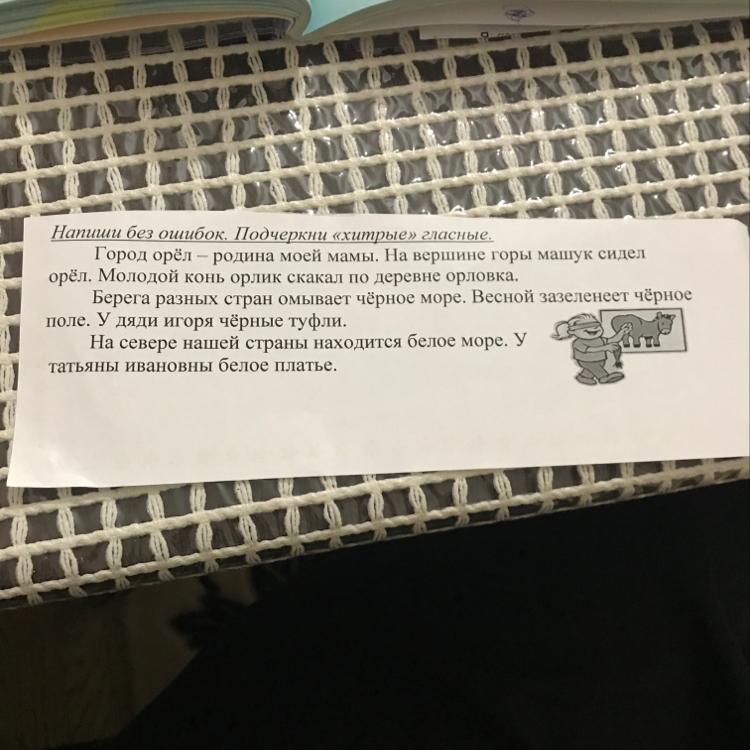 Напиши без ошибок. Подчеркни «хитрые» гласные.
Город орёл – родина моей мамы. На вершине горы машук сидел
орёл. Молодой конь орлик скакал по деревне орловка.
Берега разных стран омывает чёрное море. Весной зазеленеет чёрное
поле. У дяди игоря чёрные туфли.
На севере нашей страны находится белое море. У
татьяны ивановны белое платье.